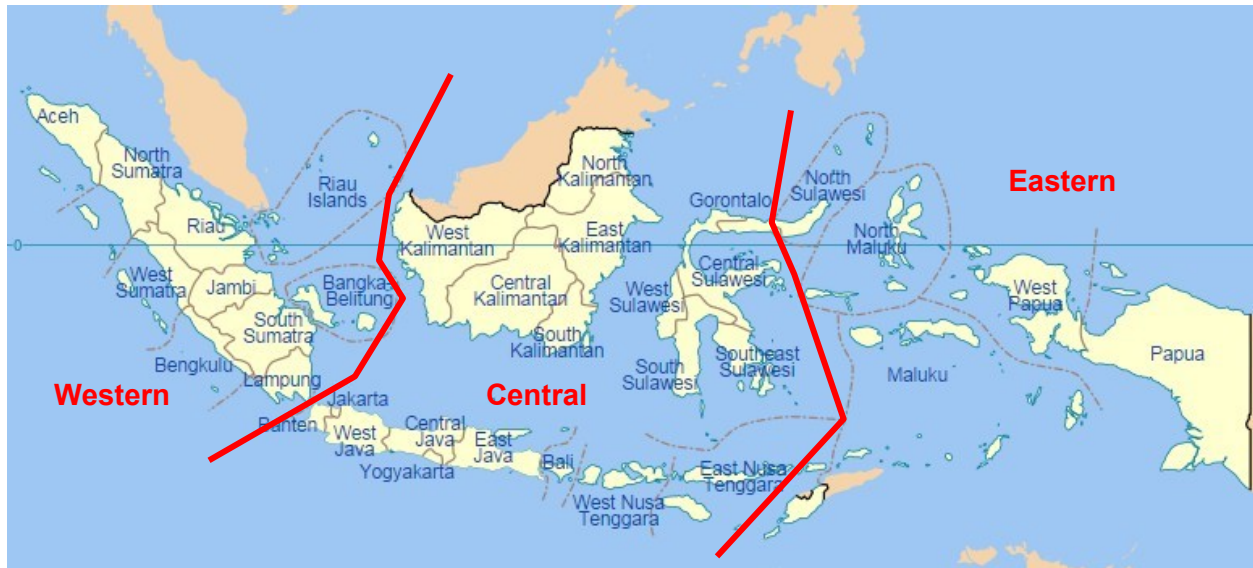 Aceh
North
Sumatra
Riau
Islands
Riau
0
West
Sumatra
Jambi
Bangka-
Belitung
South
Sumatra
Bengkulu
Lampung
Western
Banten
Jakarta
West
Java
Central
Java
Yogyakarta
East
Java
Bali
West Nusa
Tenggara
East Nusa
Tenggara
Central
West
Kalimantan
Central
Kalimantan
South
Kalimantan
East
Kalimantan
North
Kalimantan
Gorontalo
North
Sulawesi
Central
Sulawesi
West
Sulawesi
South
Sulawesi
Southeast
Sulawesi
Eastern
North
Maluku
Maluku
West
Papua
Papua